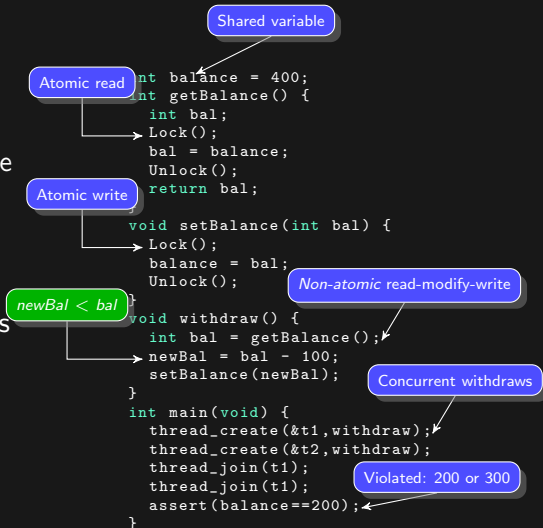 Shared variable
int balance = 400;
Atomic read
int getBalance() {
int bal;
Lock();
bal = balance;
e
Unlock();
return bal;
Atomic write
}
void setBalance(int bal) {
Lock();
balance = bal;
Unlock();
Non-atomic read-modify-write
newBal < bal
}
s
void withdraw() {
int bal = getBalance();
newBal = bal - 100;
setBalance(newBal);
Concurrent withdraws
}
int main(void) {
thread_create(&t1,withdraw);
thread_create(&t2,withdraw);
thread_join(t1);
Violated: 200 or 300
thread_join(t1);
assert(balance==200);
}